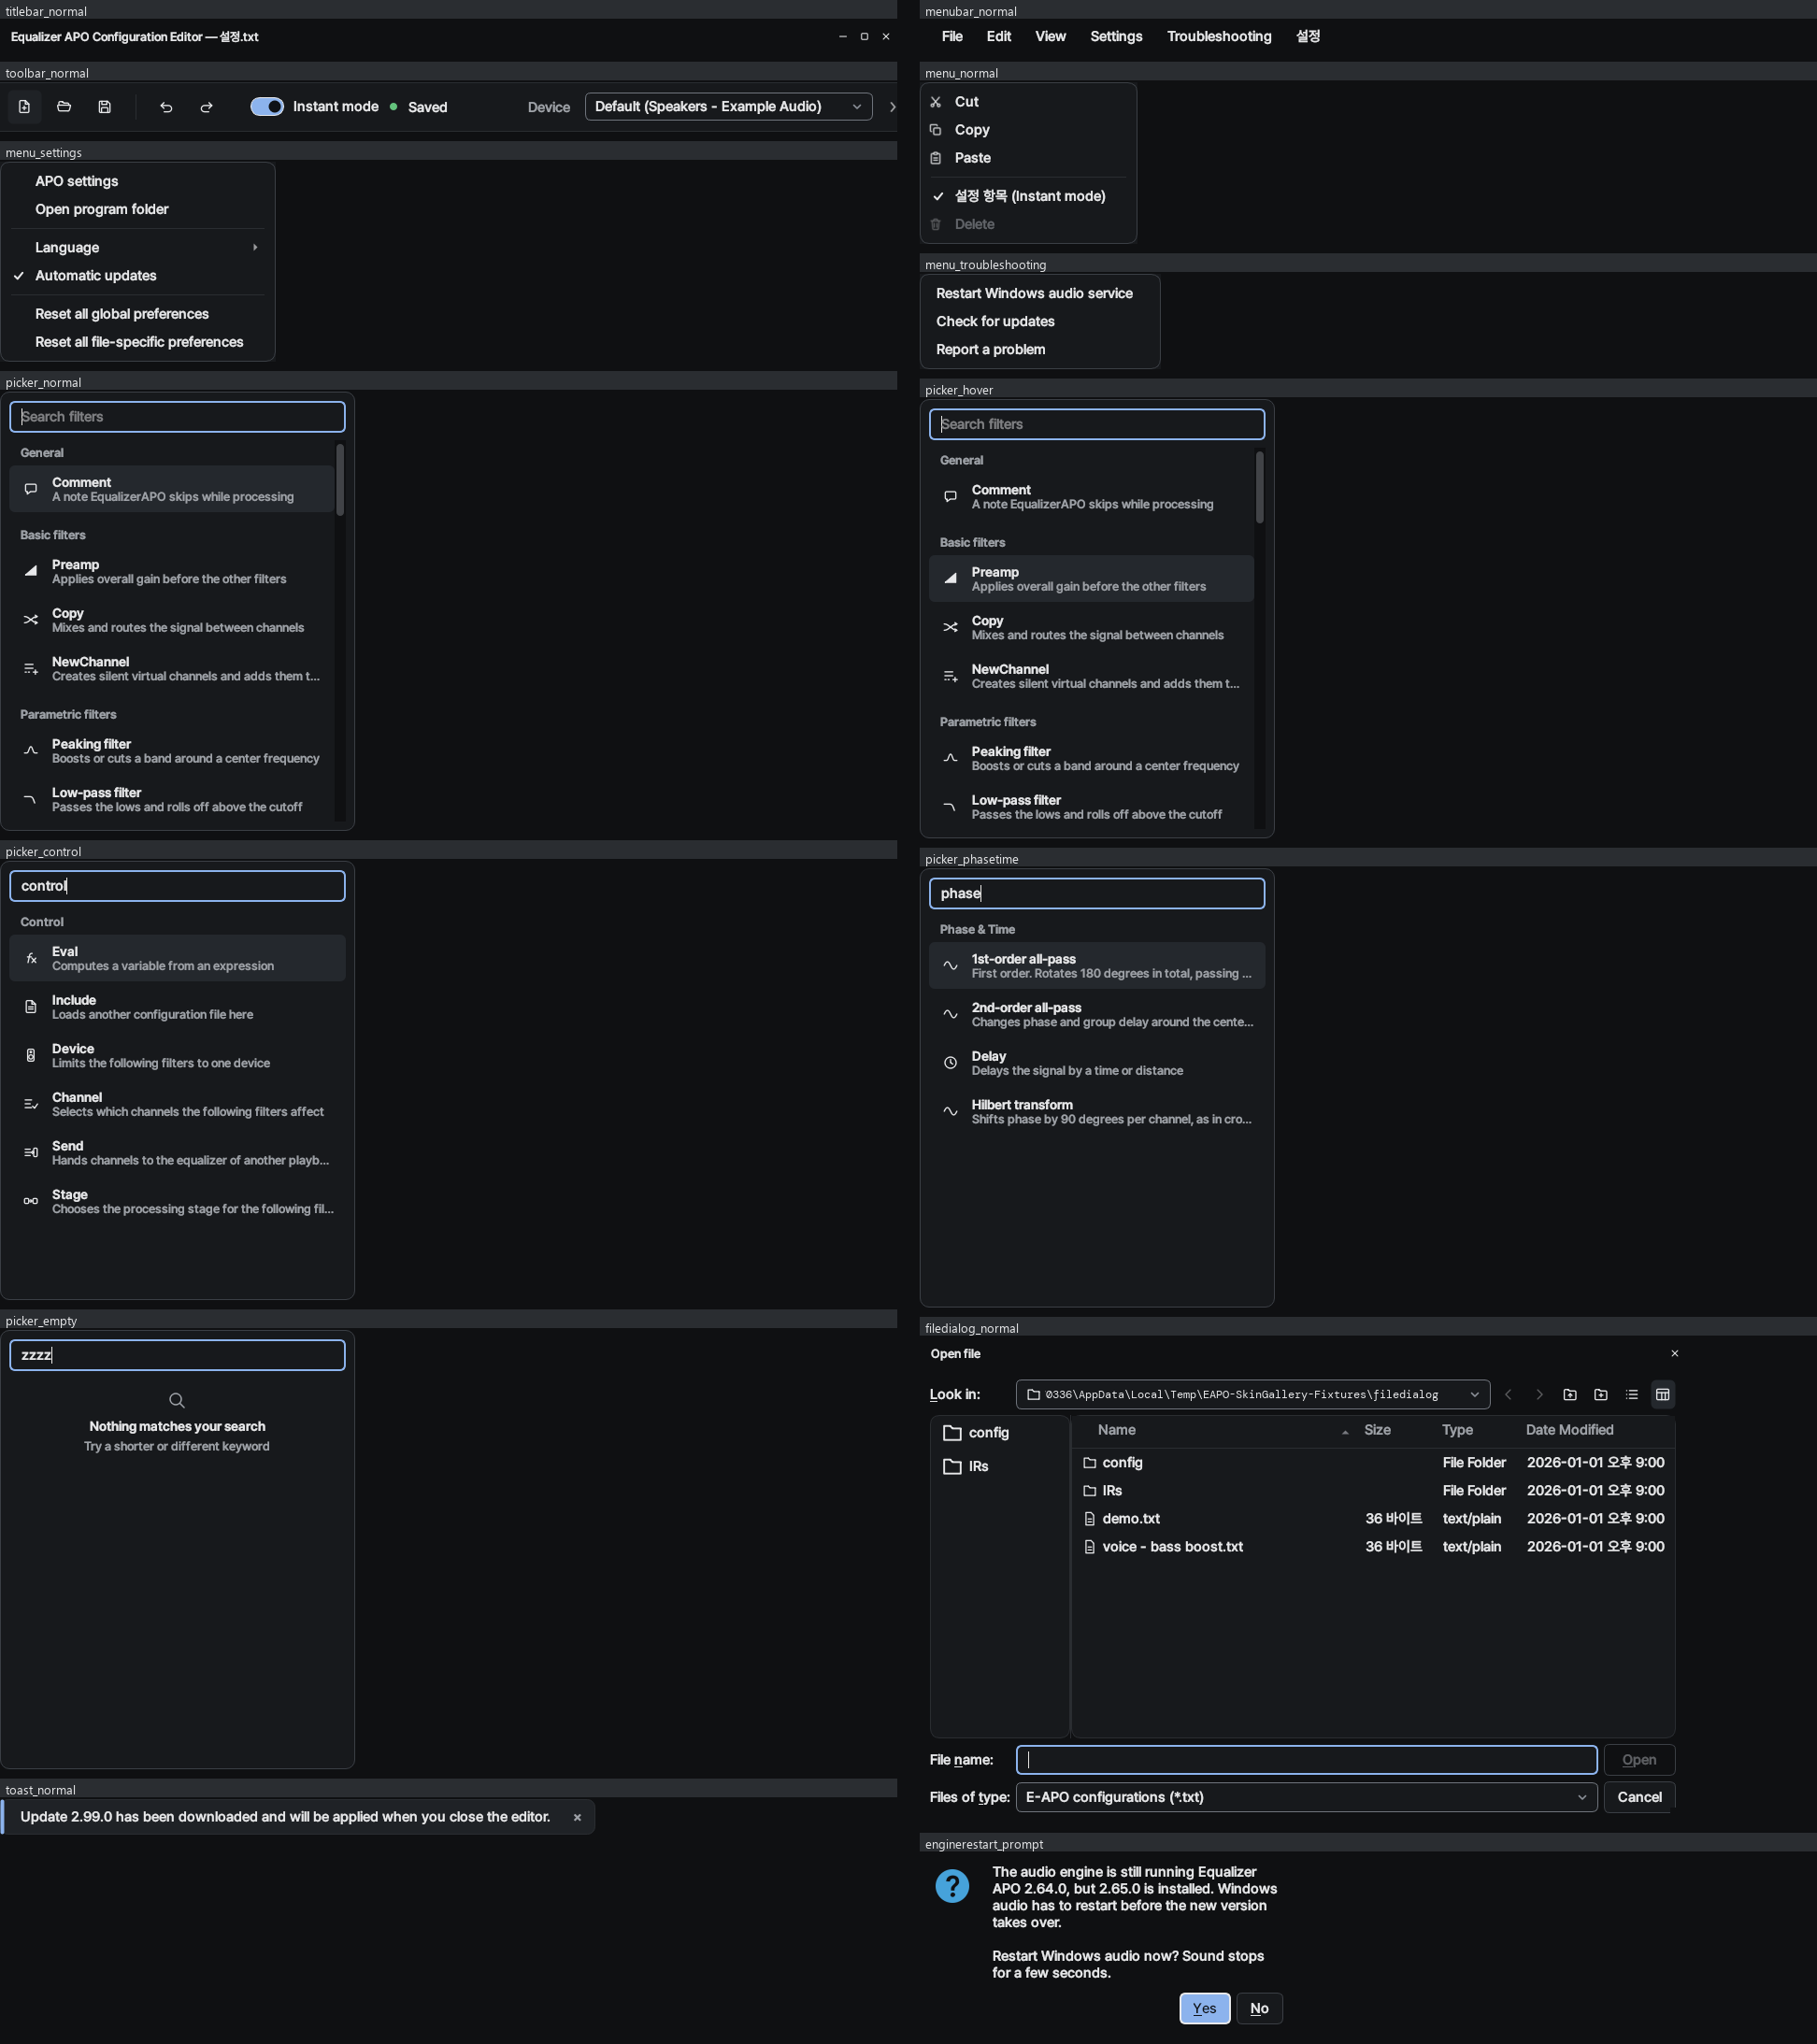 titlebar_normal
Equalizer APO Configuration Editor — 설정.txt
toolbar_normal
Instant mode
Saved
Device
Default (Speakers - Example Audio)
menu_settings
APO settings
Open program folder
Language
Automatic updates
Reset all global preferences
Reset all file-specific preferences
picker_normal
Search filters
General
Comment
A note EqualizerAPO skips while processing
Basic filters
Preamp
Applies overall gain before the other filters
Copy
Mixes and routes the signal between channels
NewChannel
Creates silent virtual channels and adds them t...
Parametric filters
Peaking filter
Boosts or cuts a band around a center frequency
Low-pass filter
Passes the lows and rolls off above the cutoff
picker_control
control
Control
Eval
Computes a variable from an expression
Include
Loads another configuration file here
Device
Limits the following filters to one device
Channel
Selects which channels the following filters affect
Send
Hands channels to the equalizer of another playb...
Stage
Chooses the processing stage for the following fil...
picker_empty
zzzz
Nothing matches your search
Try a shorter or different keyword
toast_normal
Update 2.99.0 has been downloaded and will be applied when you close the editor.
menubar_normal
File Edit View Settings Troubleshooting 설정
menu_normal
Cut
Copy
Paste
설정 항목 (Instant mode)
Delete
menu_troubleshooting
Restart Windows audio service
Check for updates
Report a problem
picker_hover
Search filters
General
Comment
A note EqualizerAPO skips while processing
Basic filters
Preamp
Applies overall gain before the other filters
Copy
Mixes and routes the signal between channels
NewChannel
Creates silent virtual channels and adds them t...
Parametric filters
Peaking filter
Boosts or cuts a band around a center frequency
Low-pass filter
Passes the lows and rolls off above the cutoff
picker_phasetime
phase
Phase & Time
1st-order all-pass
First order. Rotates 180 degrees in total, passing ...
2nd-order all-pass
Changes phase and group delay around the cente...
Delay
Delays the signal by a time or distance
Hilbert transform
Shifts phase by 90 degrees per channel, as in cro...
filedialog_normal
Open file
Look in: 0336\AppData\Local\Temp\EAPO-SkinGallery-Fixtures\filedialog
config
IRs
Name Size Type Date Modified
config File Folder 2026-01-01 오후 9:00
IRs File Folder 2026-01-01 오후 9:00
demo.txt 36 바이트 text/plain 2026-01-01 오후 9:00
voice - bass boost.txt 36 바이트 text/plain 2026-01-01 오후 9:00
File name: Open
Files of type: E-APO configurations (*.txt) Cancel
enginerestart_prompt
The audio engine is still running Equalizer
APO 2.64.0, but 2.65.0 is installed. Windows
audio has to restart before the new version
takes over.
Restart Windows audio now? Sound stops
for a few seconds.
Yes No